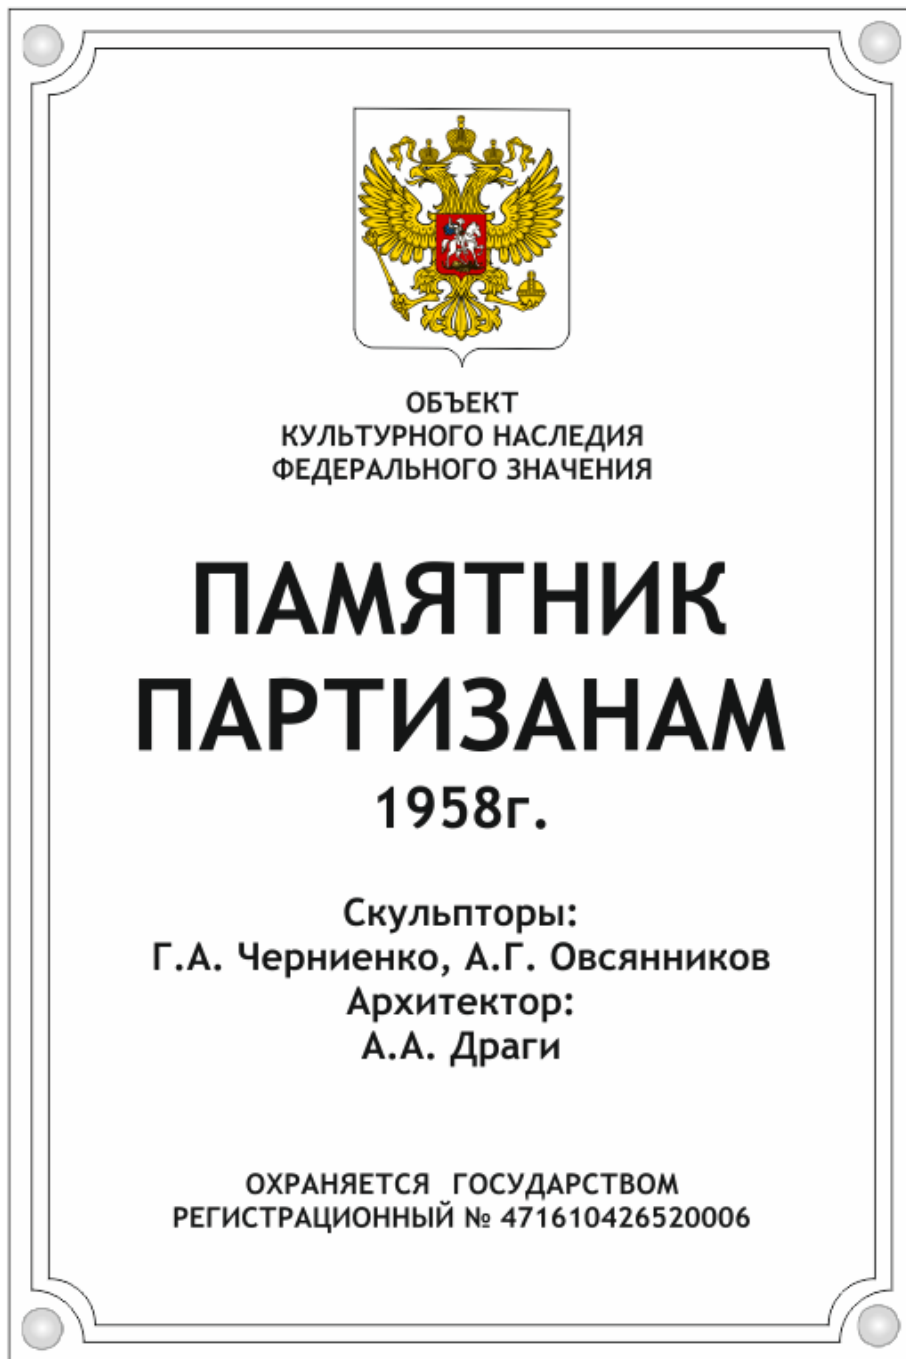 ОБЪЕКТ
КУЛЬТУРНОГО НАСЛЕДИЯ
ФЕДЕРАЛЬНОГО ЗНАЧЕНИЯ
ПАМЯТНИК
ПАРТИЗАНАМ
1958г.
Скульпторы:
Г.А. Черниенко, А.Г. Овсянников
Архитектор:
А.А. Драги
ОХРАНЯЕТСЯ ГОСУДАРСТВОМ
РЕГИСТРАЦИОННЫЙ № 471610426520006